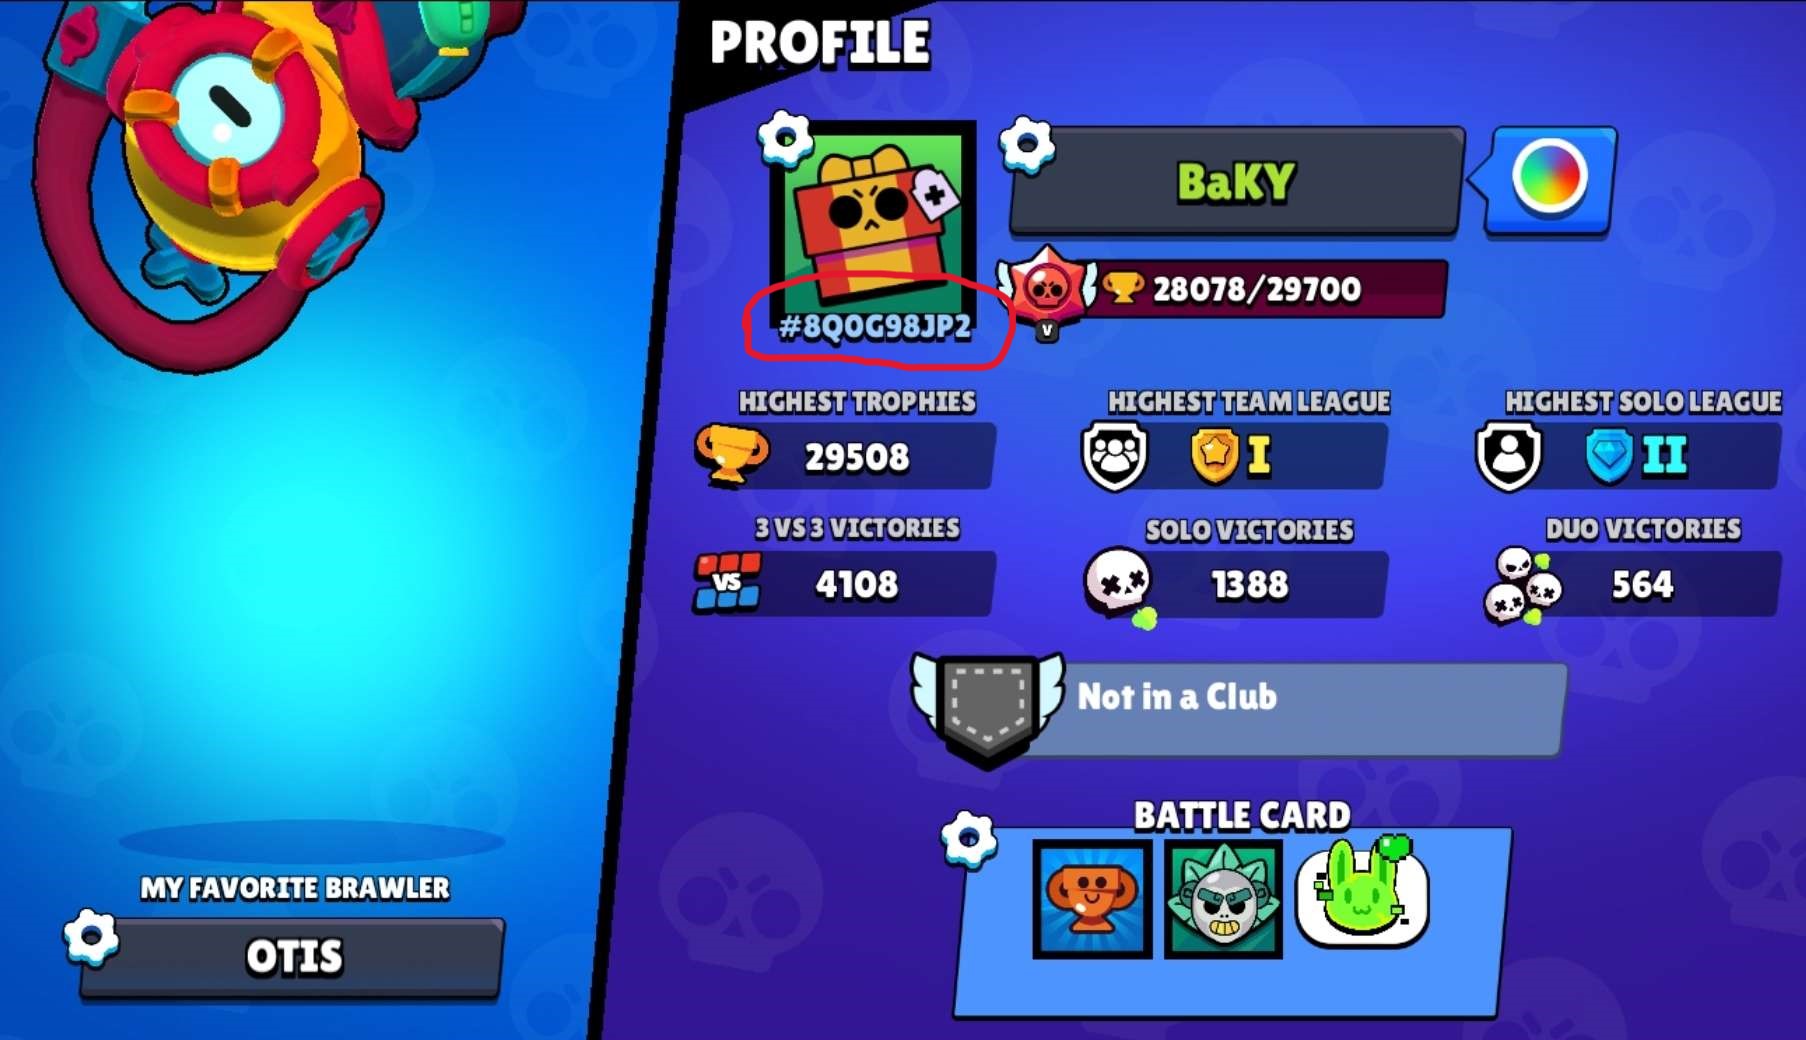 PROFILE
BaKY
28078/29700
#8Q0G98JP2
V
HIGHEST TROPHIES
HIGHEST TEAM LEAGUE
HIGHEST SOLO LEAGUE
29508
I
II
3 VS 3 VICTORIES
SOLO VICTORIES
DUO VICTORIES
VS
4108
1388
564
Not in a Club
BATTLE CARD
MY FAVORITE BRAWLER
OTIS